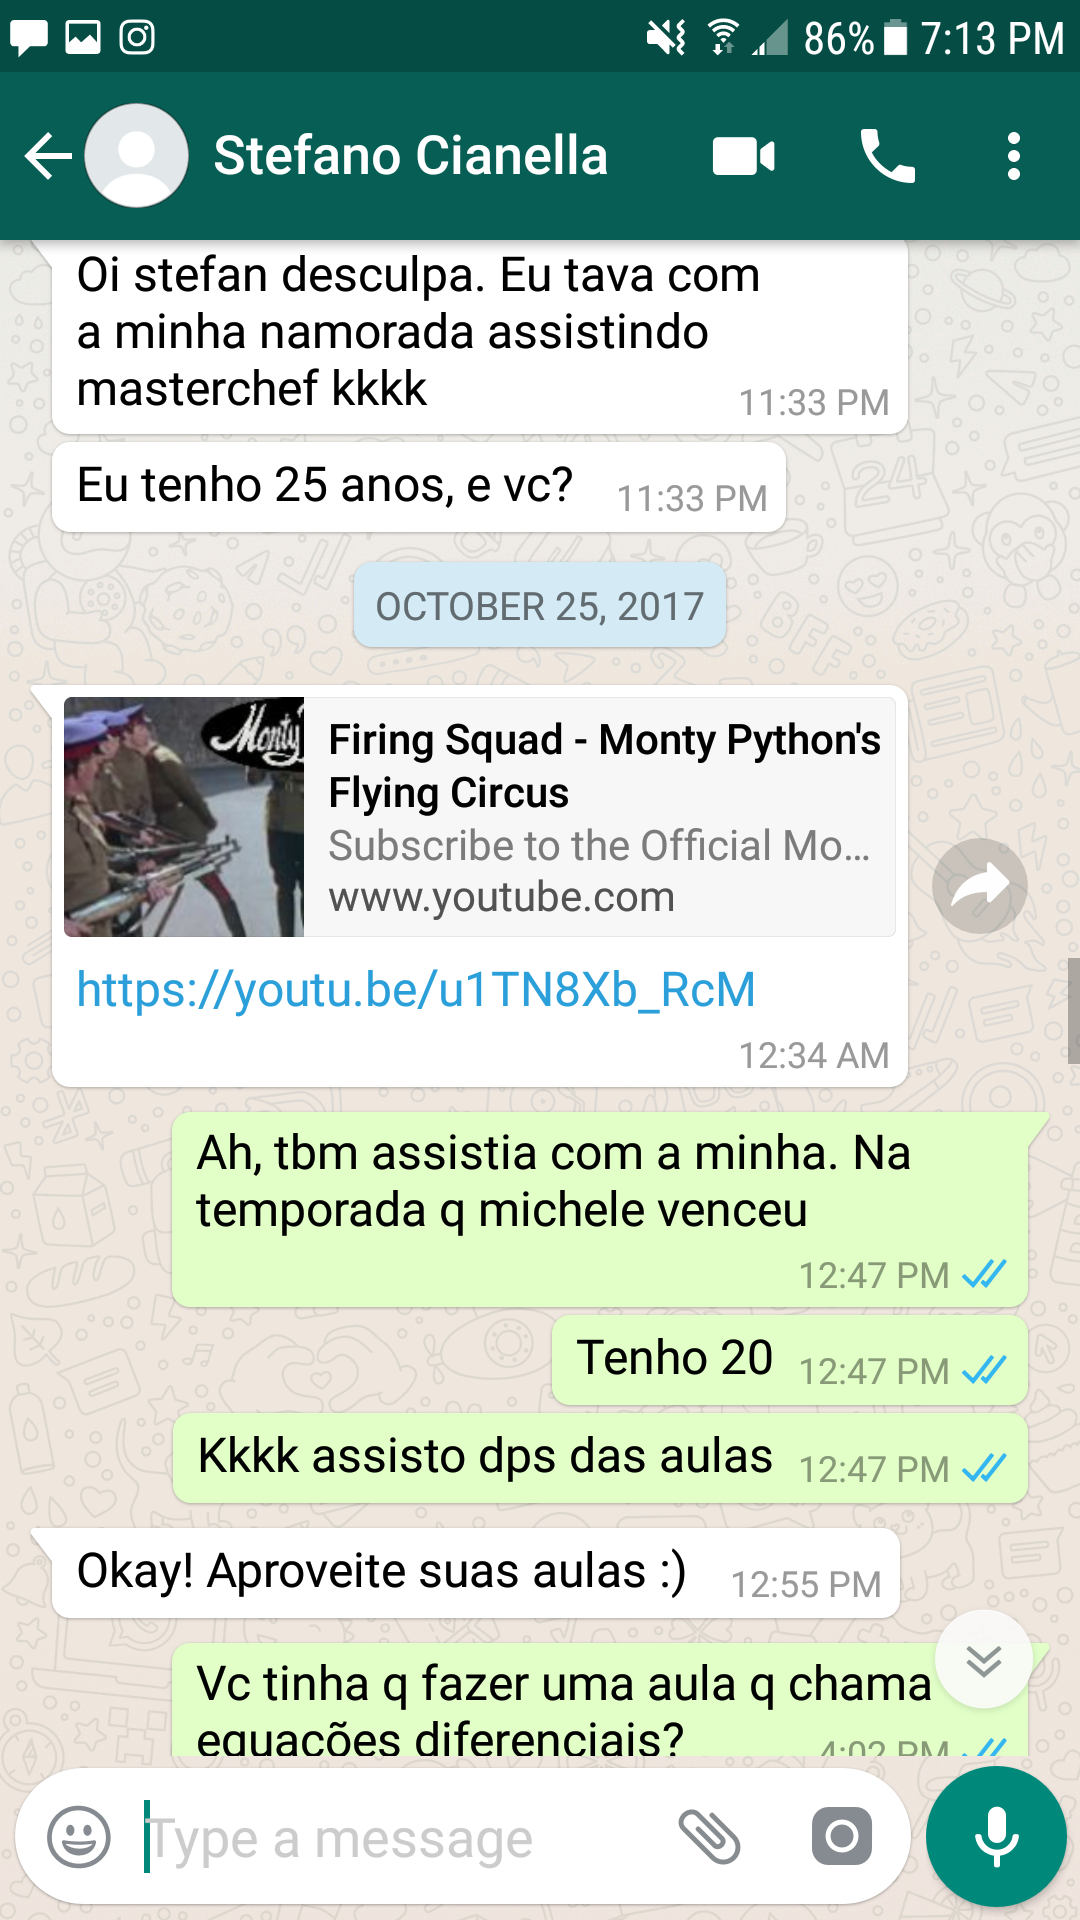 86% 7:13 PM
Stefano Cianella
Oi stefan desculpa. Eu tava com
a minha namorada assistindo
masterchef kkkk
11:33 PM
Eu tenho 25 anos, e vc?
11:33 PM
OCTOBER 25, 2017
Monty
Firing Squad - Monty Python's
Flying Circus
Subscribe to the Official Mo...
www.youtube.com
https://youtu.be/u1TN8Xb_RcM
12:34 AM
Ah, tbm assistia com a minha. Na
temporada q michele venceu
12:47 PM
Tenho 20
12:47 PM
Kkkk assisto dps das aulas
12:47 PM
Okay! Aproveite suas aulas :)
12:55 PM
Vc tinha q fazer uma aula q chama
equações diferenciais?
4:02 PM
Type a message